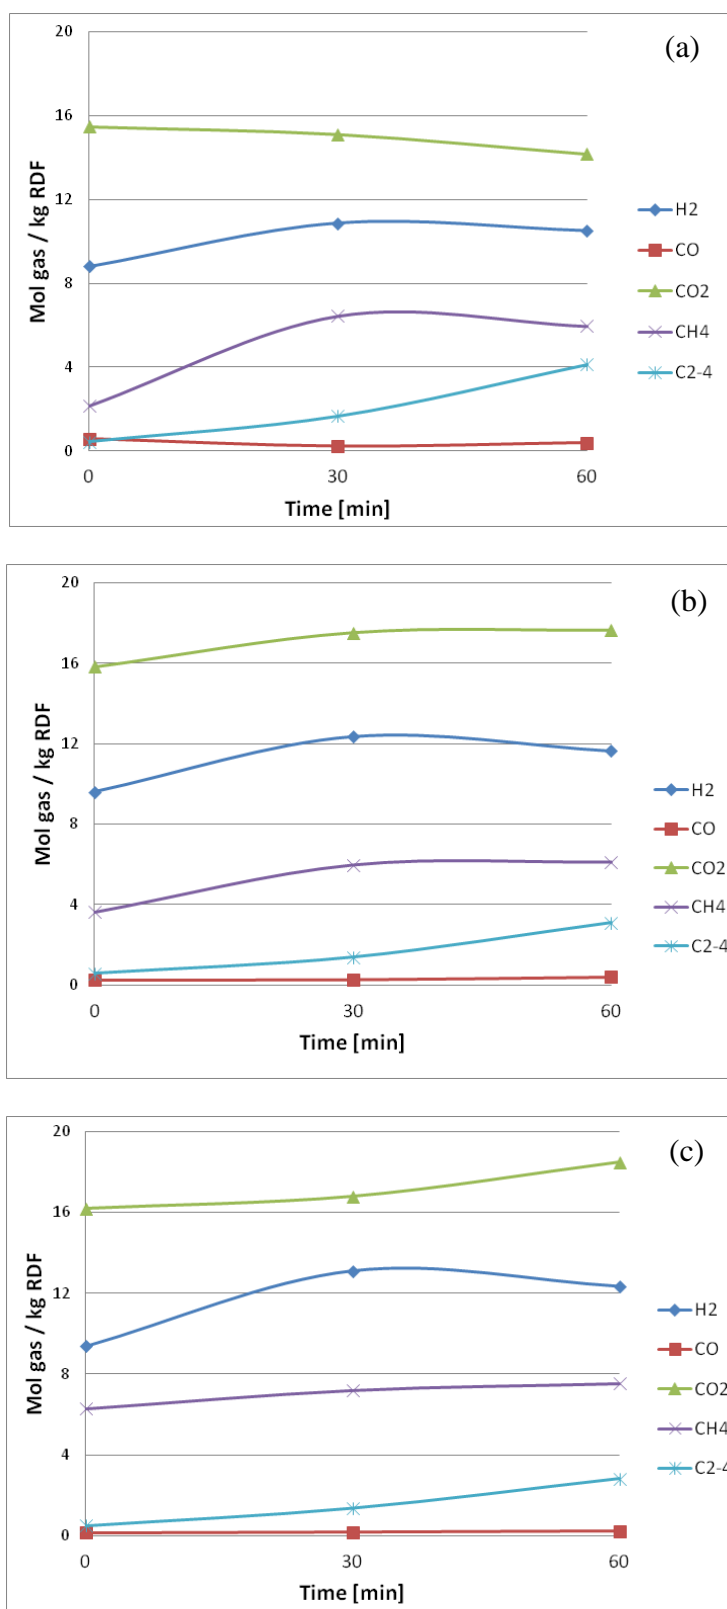 (a)
20
16
12
8
4
0
Mol gas / kg RDF
0 30 60
Time [min]
H2
CO
CO2
CH4
C2-4
(b)
20
16
12
8
4
0
Mol gas / kg RDF
0 30 60
Time [min]
H2
CO
CO2
CH4
C2-4
(c)
20
16
12
8
4
0
Mol gas / kg RDF
0 30 60
Time [min]
H2
CO
CO2
CH4
C2-4